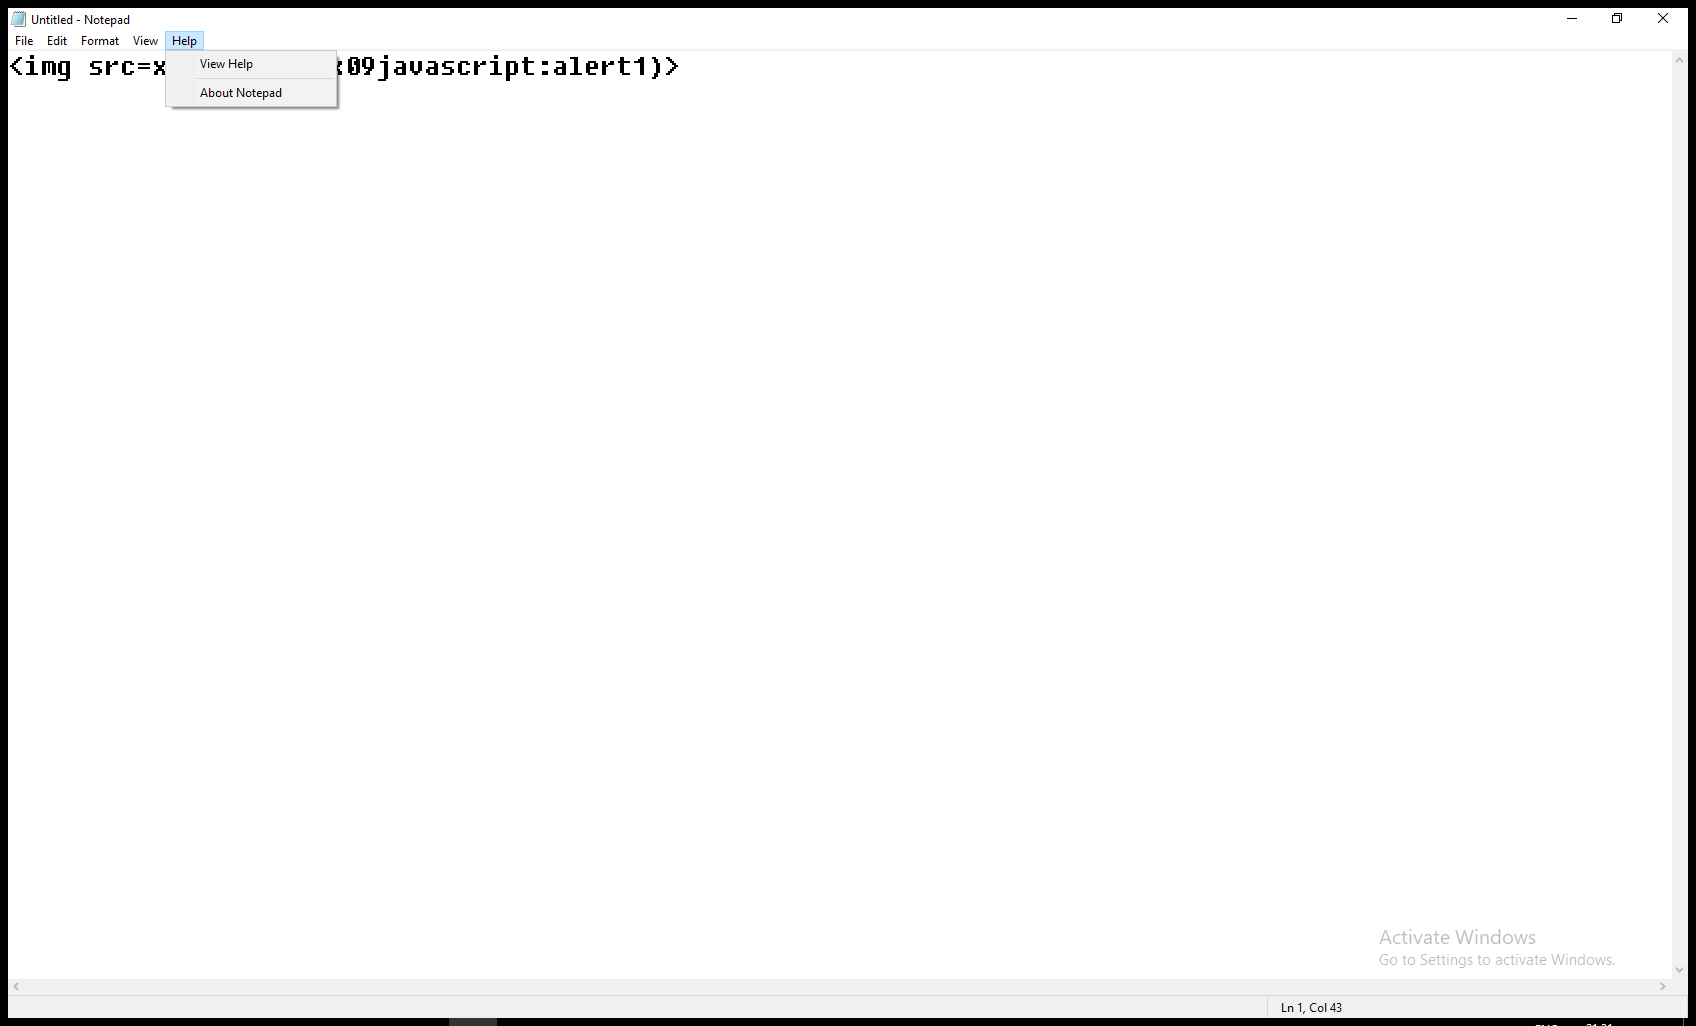 Untitled - Notepad
File Edit Format View Help
<img src=x 09javascript:alert1)>
View Help
About Notepad
Activate Windows
Go to Settings to activate Windows.
Ln 1, Col 43